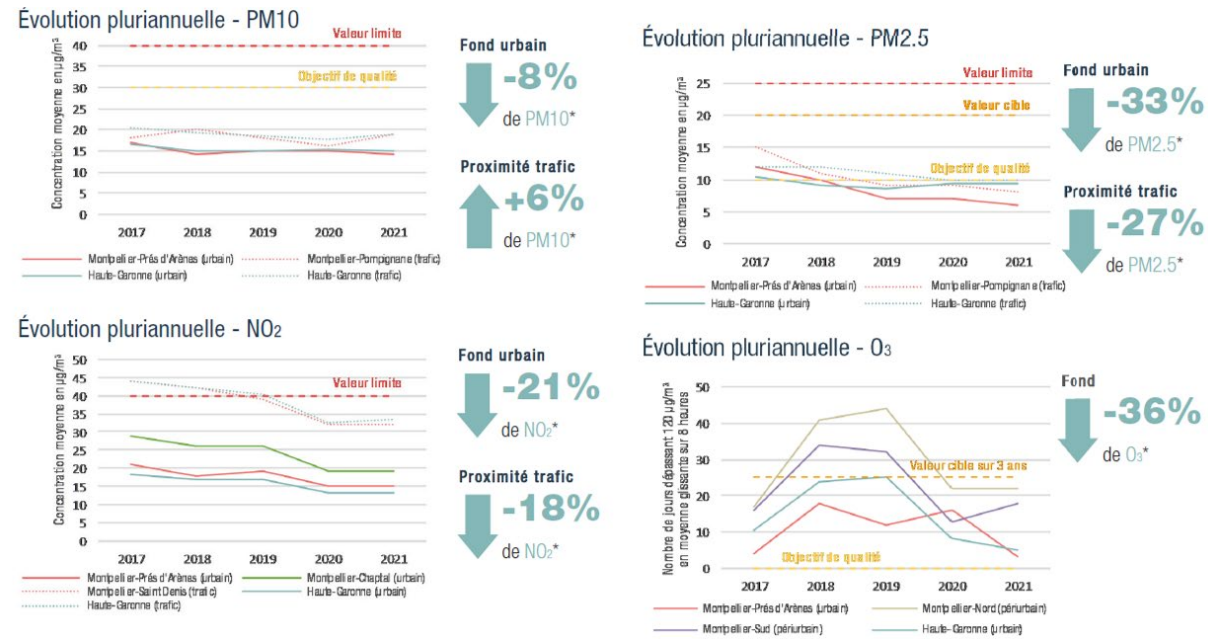 Évolution pluriannuelle - PM10
Concentration moyenne en µg/m³
40
35
30
25
20
15
10
5
0
Valeur limite
Objectif de qualité
2017 2018 2019 2020 2021
Montpellier-Prés d'Arènes (urbain) Montpellier-Pompignane (trafic)
Haute-Garonne (urbain) Haute-Garonne (trafic)
Fond urbain
-8%
de PM10*
Proximité trafic
+6%
de PM10*
Évolution pluriannuelle - PM2.5
Concentration moyenne en µg/m³
25
20
15
10
5
0
Valeur limite
Valeur cible
Objectif de qualité
2017 2018 2019 2020 2021
Montpellier-Prés d'Arènes (urbain) Montpellier-Pompignane (trafic)
Haute-Garonne (urbain) Haute-Garonne (trafic)
Fond urbain
-33%
de PM2.5*
Proximité trafic
-27%
de PM2.5*
Évolution pluriannuelle - NO2
Concentration moyenne en µg/m³
50
45
40
35
30
25
20
15
10
5
0
Valeur limite
2017 2018 2019 2020 2021
Montpellier-Prés d'Arènes (urbain) Montpellier-Chaptal (urbain)
Montpellier-Saint Denis (trafic) Haute-Garonne (urbain)
Haute-Garonne (trafic)
Fond urbain
-21%
de NO2*
Proximité trafic
-18%
de NO2*
Évolution pluriannuelle - O3
Nombre de jours dépassant 120 µg/m³
en moyenne glissante sur 8 heures
50
40
30
20
10
0
Valeur cible sur 3 ans
Objectif de qualité
2017 2018 2019 2020 2021
Montpellier-Prés d'Arènes (urbain) Montpellier-Nord (périurbain)
Montpellier-Sud (périurbain) Haute-Garonne (urbain)
Fond
-36%
de O3*